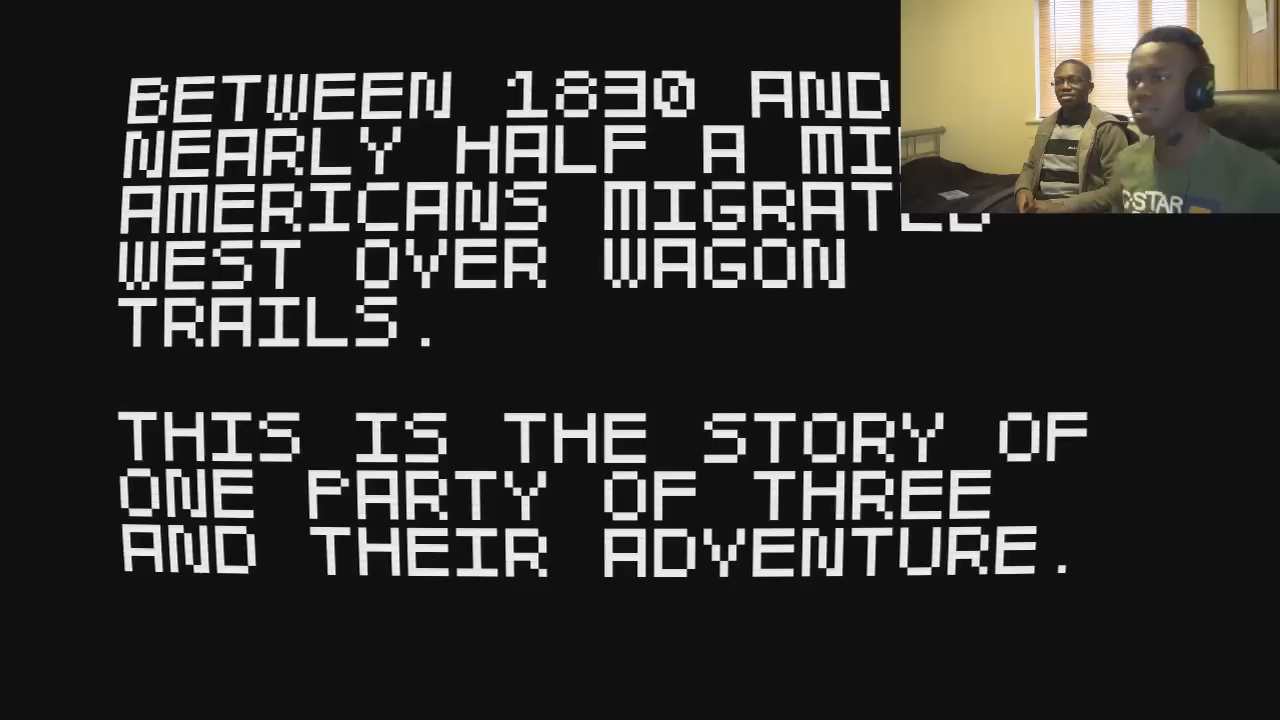 BETWEEN 1830 AND
NEARLY HALF A
AMERICANS MIGRATED
WEST OVER WAGON
TRAILS.
THIS IS THE STORY OF
ONE PARTY OF THREE
AND THEIR ADVENTURE.
STAR